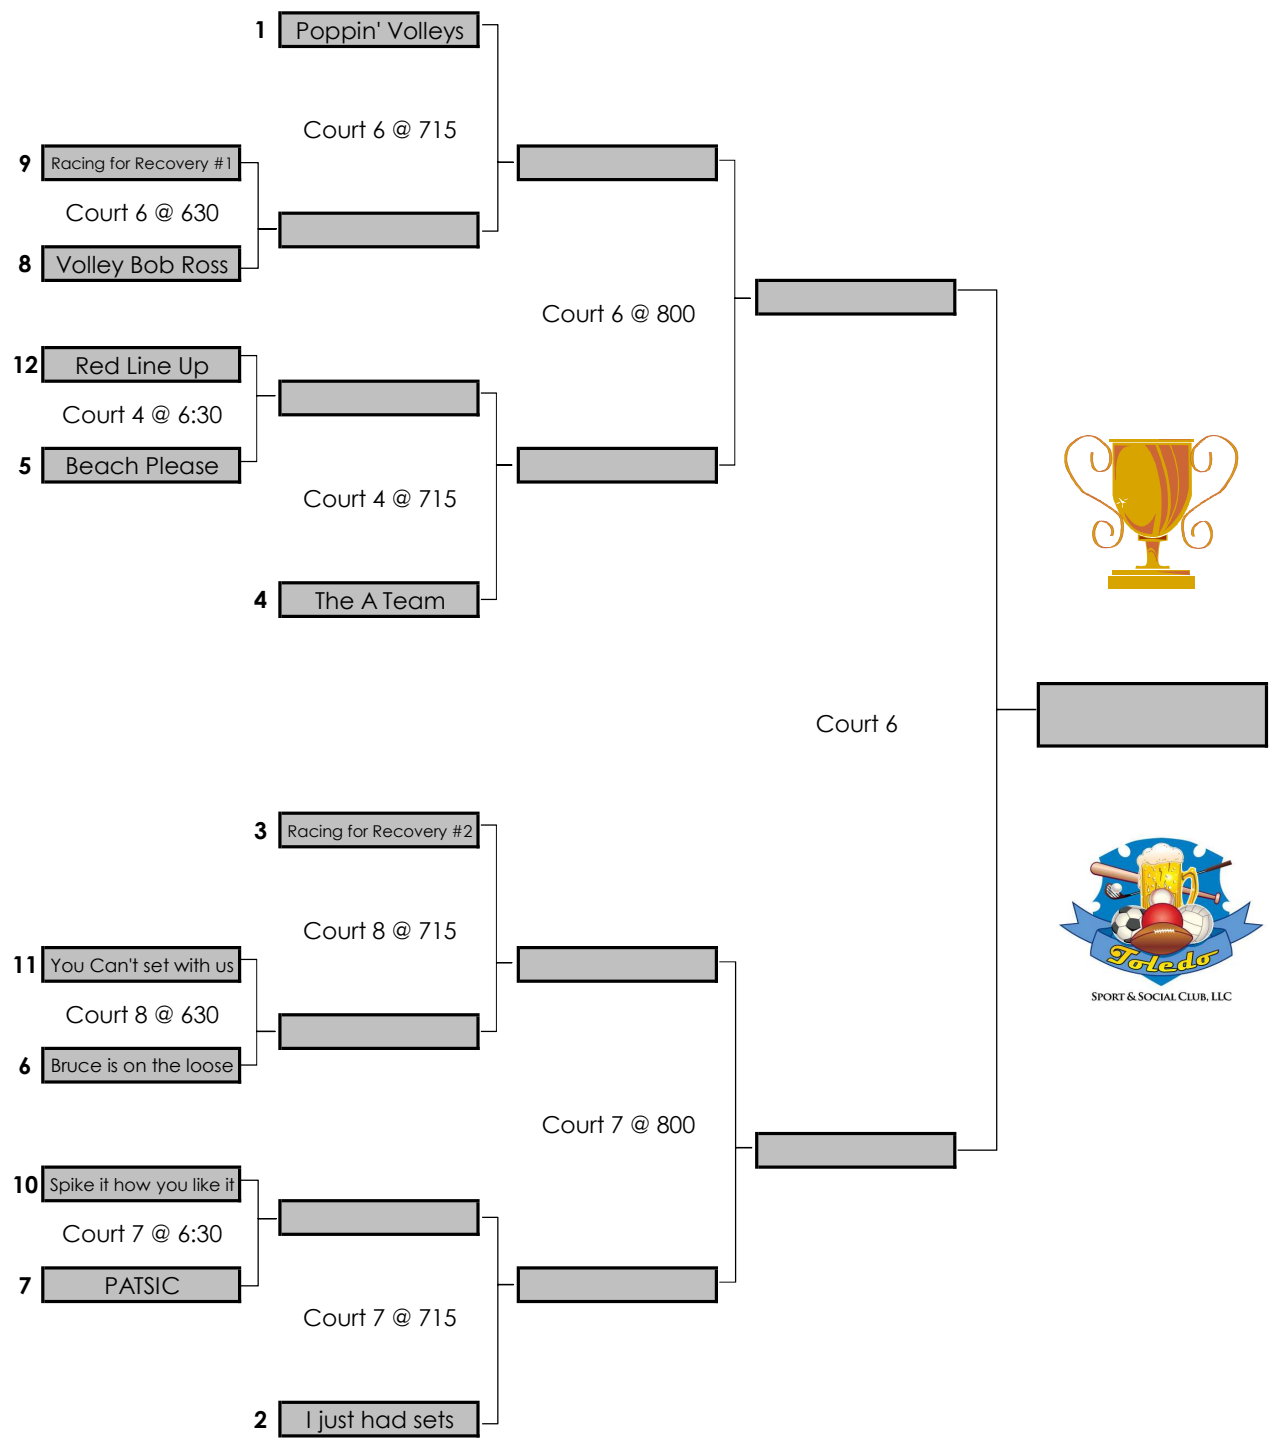 1 Poppin' Volleys
Court 6 @ 715
9 Racing for Recovery #1
Court 6 @ 630
8 Volley Bob Ross
Court 6 @ 800
12 Red Line Up
Court 4 @ 6:30
5 Beach Please
Court 4 @ 715
4 The A Team
Court 6
3 Racing for Recovery #2
Court 8 @ 715
11 You Can't set with us
Court 8 @ 630
6 Bruce is on the loose
Toledo
SPORT & SOCIAL CLUB, LLC
Court 7 @ 800
10 Spike it how you like it
Court 7 @ 6:30
7 PATSIC
Court 7 @ 715
2 I just had sets